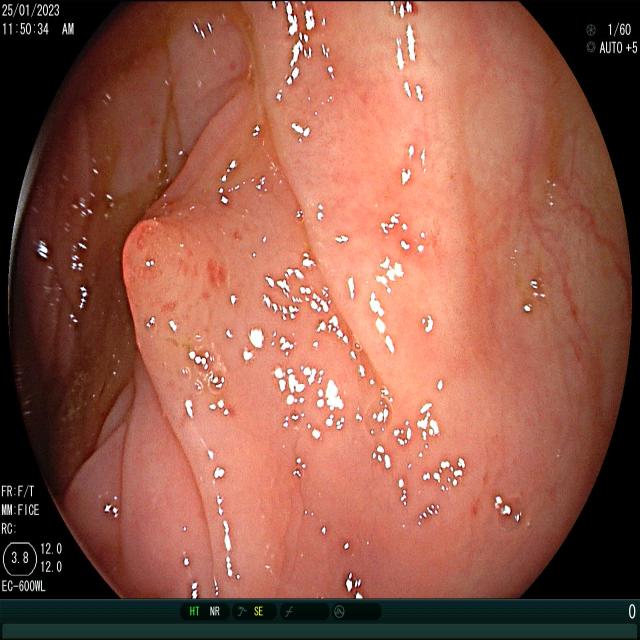 25/01/2023
11:50:34 AM
1/60
AUTO +5
FR:F/T
MM:FICE
RC:
3.8 12.0
12.0
EC-600WL
HT NR SE
0